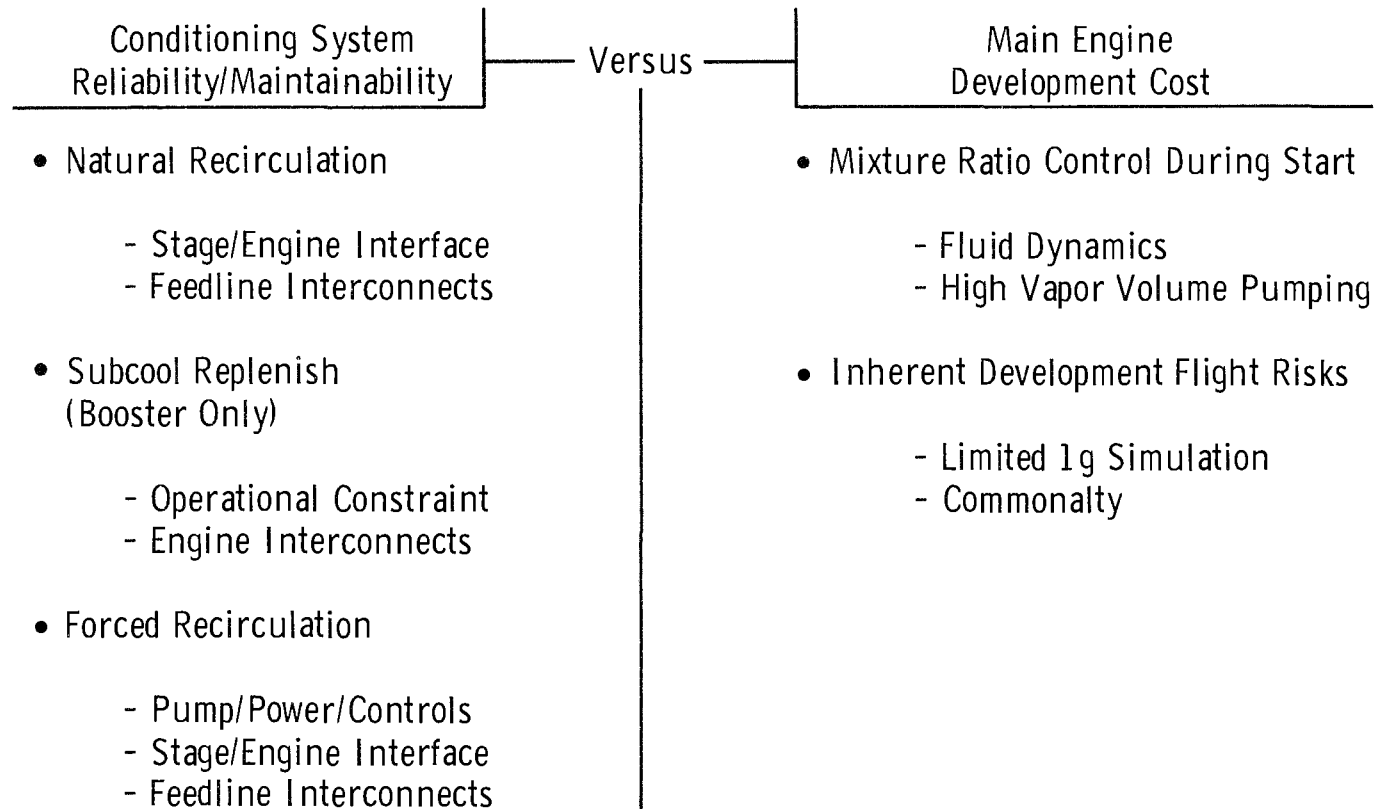 Conditioning System
Reliability/Maintainability
Versus
Main Engine
Development Cost
• Natural Recirculation
- Stage/Engine Interface
- Feedline Interconnects
• Subcool Replenish
(Booster Only)
- Operational Constraint
- Engine Interconnects
• Forced Recirculation
- Pump/Power/Controls
- Stage/Engine Interface
- Feedline Interconnects
• Mixture Ratio Control During Start
- Fluid Dynamics
- High Vapor Volume Pumping
• Inherent Development Flight Risks
- Limited 1g Simulation
- Commonalty